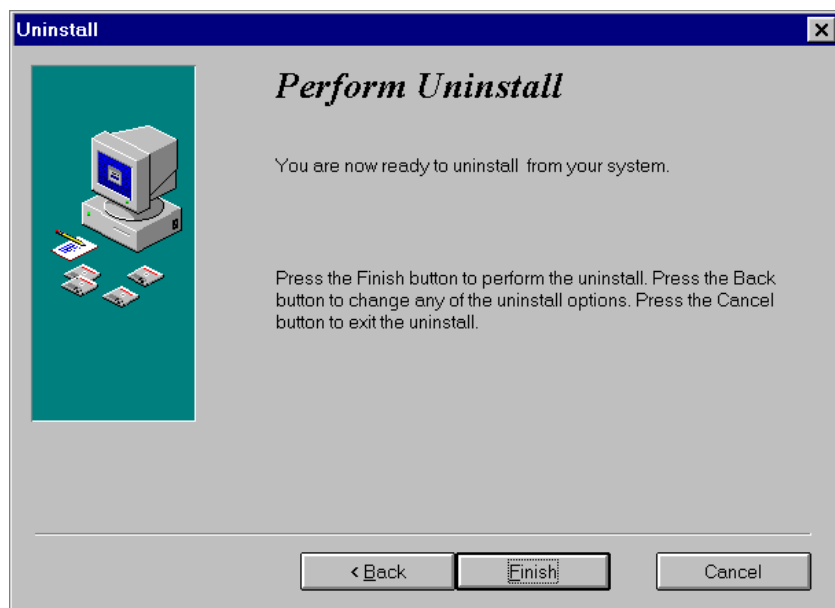 Uninstall
Perform Uninstall
You are now ready to uninstall from your system.
Press the Finish button to perform the uninstall. Press the Back
button to change any of the uninstall options. Press the Cancel
button to exit the uninstall.
< Back
Finish
Cancel